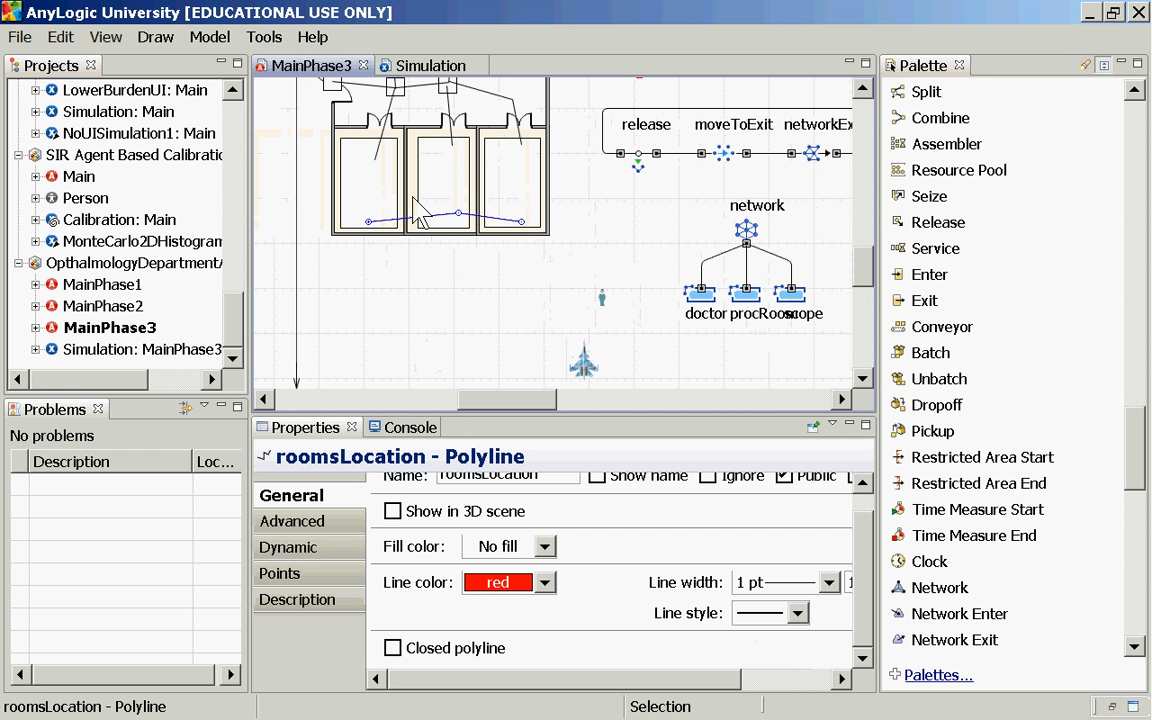 AnyLogic University [EDUCATIONAL USE ONLY]
File Edit View Draw Model Tools Help
Projects
LowerBurdenUI: Main
Simulation: Main
NoUISimulation1: Main
SIR Agent Based Calibratio
Main
Person
Calibration: Main
MonteCarlo2DHistogram
OpthalmologyDepartmentA
MainPhase1
MainPhase2
MainPhase3
Simulation: MainPhase3
Problems
No problems
Description Loc...
MainPhase3 Simulation
release moveToExit networkEx
network
doctor procRoom scope
Properties Console
roomsLocation - Polyline
General
Advanced
Dynamic
Points
Description
Name: roomsLocation Show name Ignore Public
Show in 3D scene
Fill color: No fill
Line color: red Line width: 1 pt
Line style:
Closed polyline
Palette
Split
Combine
Assembler
Resource Pool
Seize
Release
Service
Enter
Exit
Conveyor
Batch
Unbatch
Dropoff
Pickup
Restricted Area Start
Restricted Area End
Time Measure Start
Time Measure End
Clock
Network
Network Enter
Network Exit
Palettes...
roomsLocation - Polyline Selection